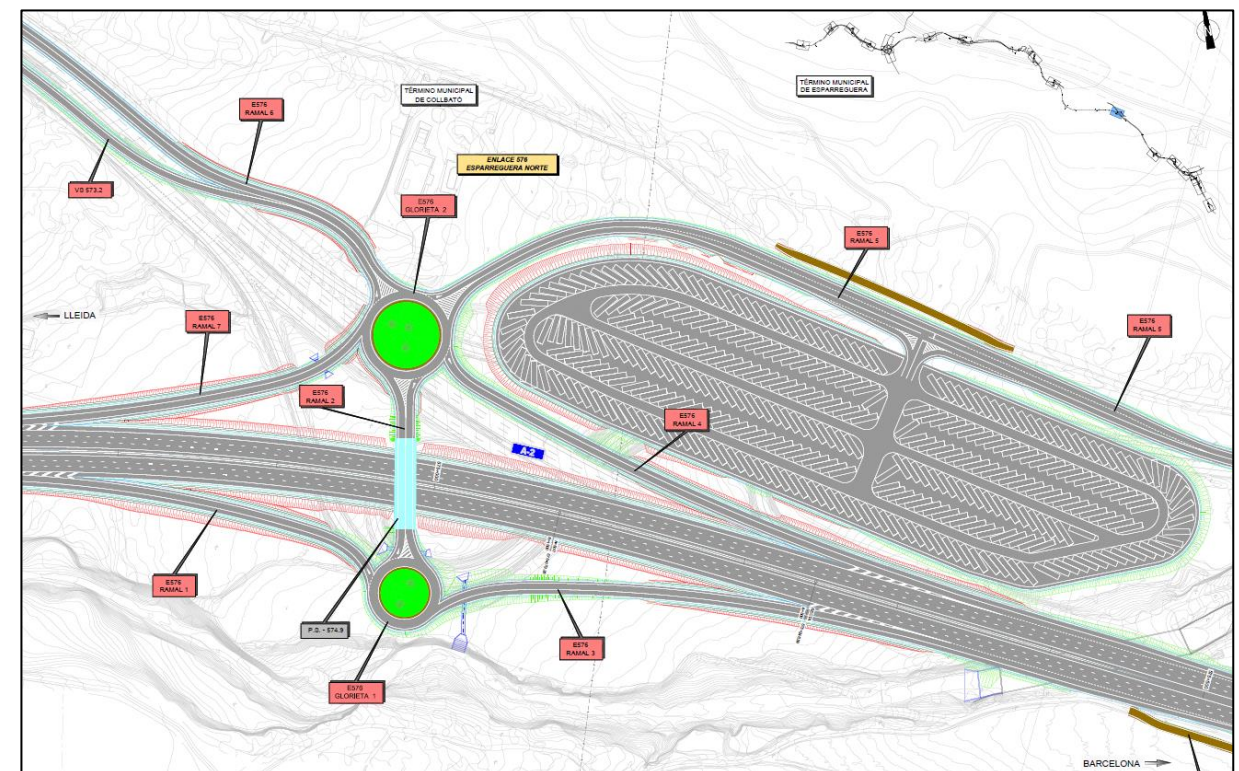 TÉRMINO MUNICIPAL
DE COLLBATÓ
TÉRMINO MUNICIPAL
DE ESPARREGUERA
E576
RAMAL 6
ENLACE 576
ESPARREGUERA NORTE
VS 573.2
E576
GLORIETA 2
E576
RAMAL 5
LLEIDA
E576
RAMAL 7
E576
RAMAL 5
E576
RAMAL 2
E576
RAMAL 4
A-2
E576
RAMAL 1
P.S. - 574.9
E576
RAMAL 3
E576
GLORIETA 1
BARCELONA